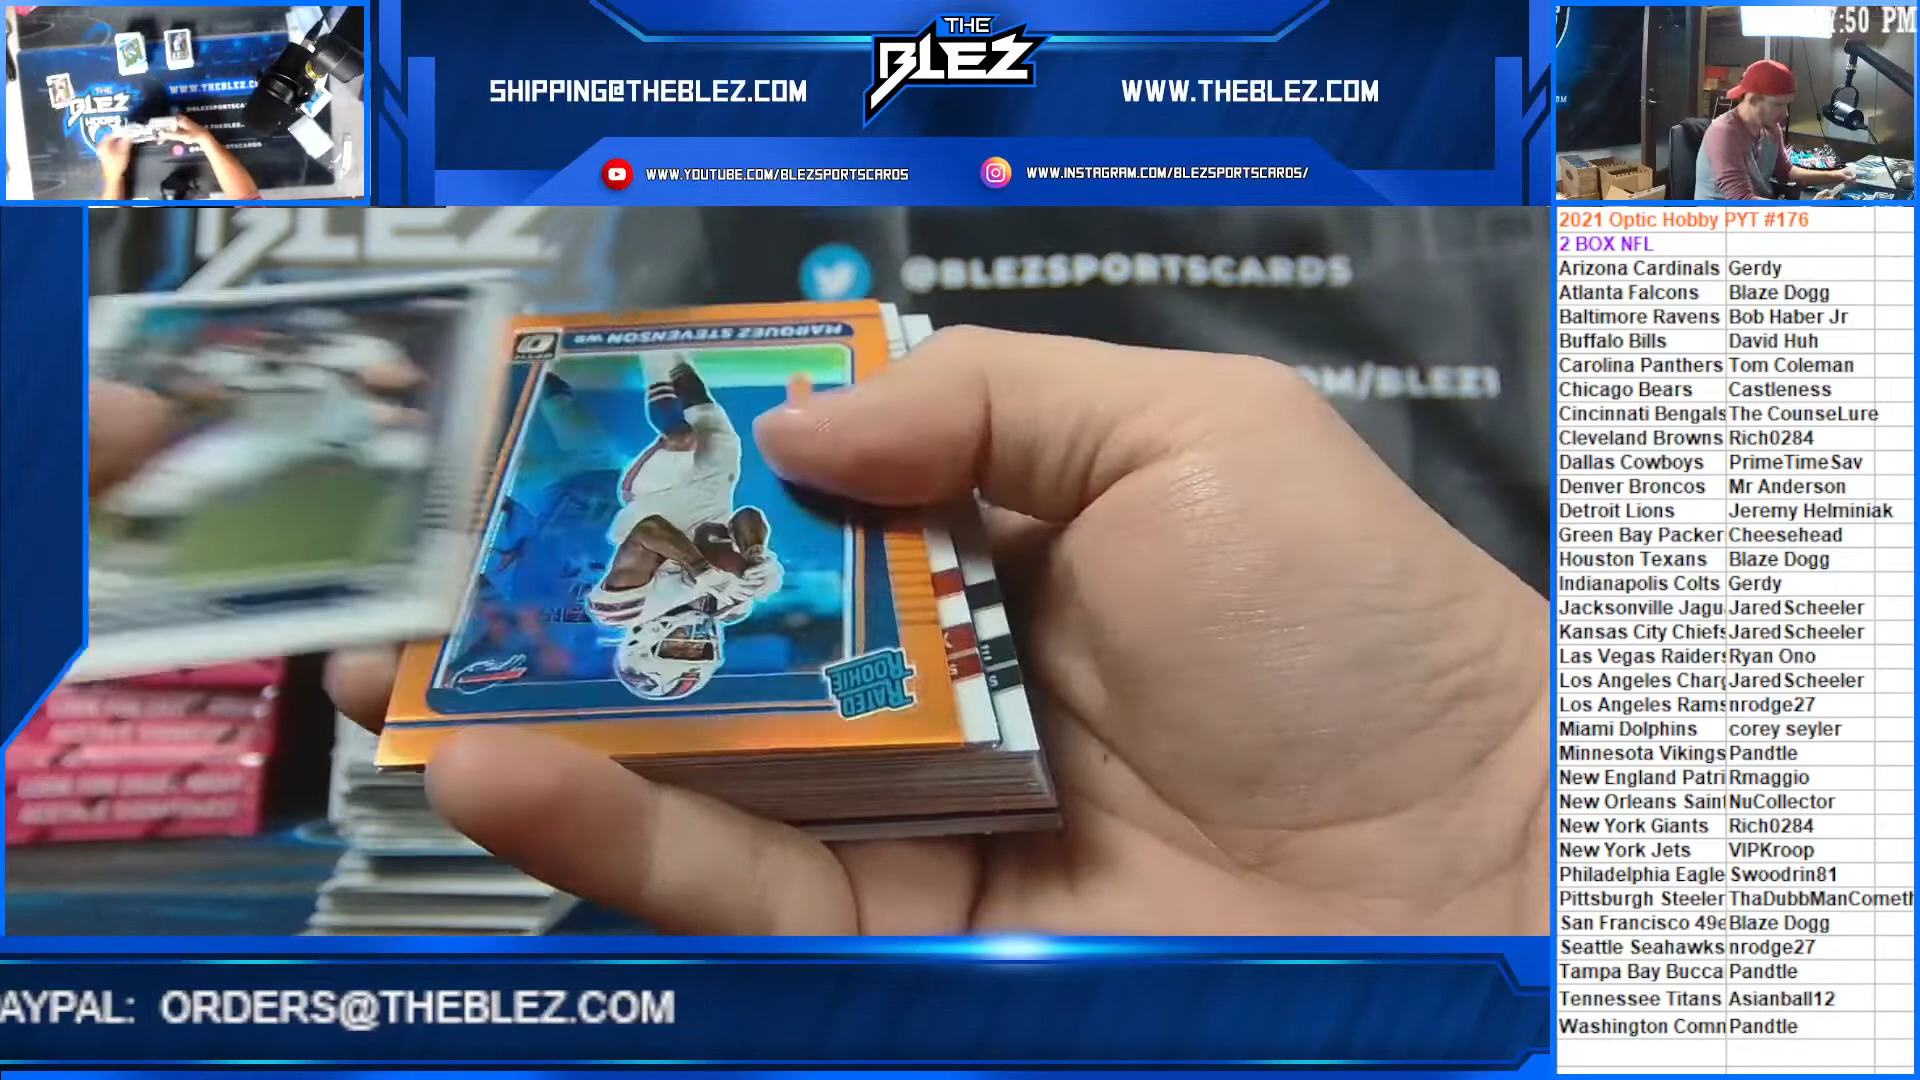 THE
BLEZ
SHIPPING@THEBLEZ.COM
WWW.THEBLEZ.COM
WWW.YOUTUBE.COM/BLEZSPORTSCARDS
WWW.INSTAGRAM.COM/BLEZSPORTSCARDS/
:50 PM
THE
BLEZ
HOOPS
@BLEZSPORTSCARDS
OM/BLEZ1
MARQUEZ STEVENSON WR
OPTIC
RATED
ROOKIE
2021 Optic Hobby PYT #176
2 BOX NFL
Arizona Cardinals Gerdy
Atlanta Falcons Blaze Dogg
Baltimore Ravens Bob Haber Jr
Buffalo Bills David Huh
Carolina Panthers Tom Coleman
Chicago Bears Castleness
Cincinnati Bengals The CounseLure
Cleveland Browns Rich0284
Dallas Cowboys PrimeTimeSav
Denver Broncos Mr Anderson
Detroit Lions Jeremy Helminiak
Green Bay Packer Cheesehead
Houston Texans Blaze Dogg
Indianapolis Colts Gerdy
Jacksonville Jagu JaredScheeler
Kansas City Chiefs JaredScheeler
Las Vegas Raiders Ryan Ono
Los Angeles Charg JaredScheeler
Los Angeles Rams nrodge27
Miami Dolphins corey seyler
Minnesota Vikings Pandtle
New England Patri Rmaggio
New Orleans Saint NuCollector
New York Giants Rich0284
New York Jets VIPKroop
Philadelphia Eagle Swoodrin81
Pittsburgh Steeler ThaDubbManCometh
San Francisco 49e Blaze Dogg
Seattle Seahawks nrodge27
Tampa Bay Bucca Pandtle
Tennessee Titans Asianball12
Washington Comn Pandtle
AYPAL: ORDERS@THEBLEZ.COM